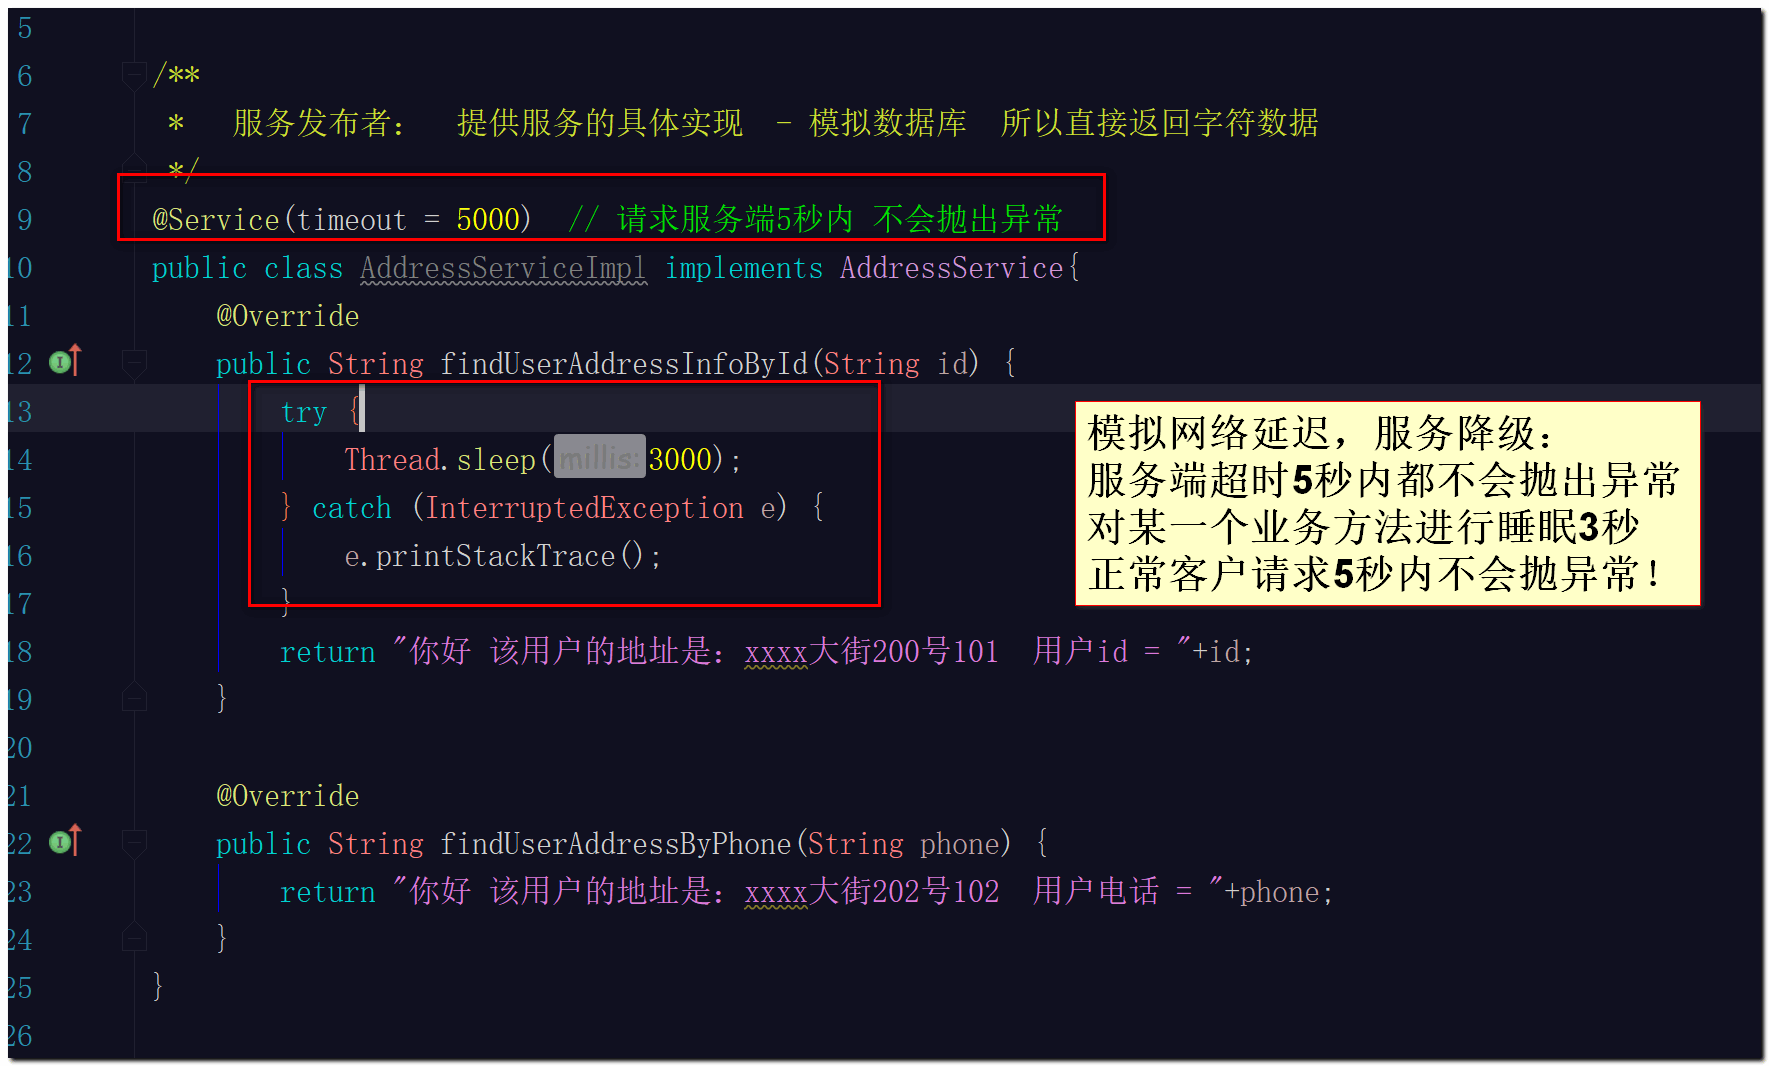 5
6 /**
7 * 服务发布者： 提供服务的具体实现 - 模拟数据库 所以直接返回字符数据
8 */
9 @Service(timeout = 5000) // 请求服务端5秒内 不会抛出异常
10 public class AddressServiceImpl implements AddressService{
11 @Override
12 public String findUserAddressInfoById(String id) {
13 try {
14 Thread.sleep( millis: 3000);
15 } catch (InterruptedException e) {
16 e.printStackTrace();
17 }
18 return "你好 该用户的地址是：xxxx大街200号101 用户id = "+id;
19 }
20
21 @Override
22 public String findUserAddressByPhone(String phone) {
23 return "你好 该用户的地址是：xxxx大街202号102 用户电话 = "+phone;
24 }
25 }
26
模拟网络延迟，服务降级：
服务端超时5秒内都不会抛出异常
对某一个业务方法进行睡眠3秒
正常客户请求5秒内不会抛异常！